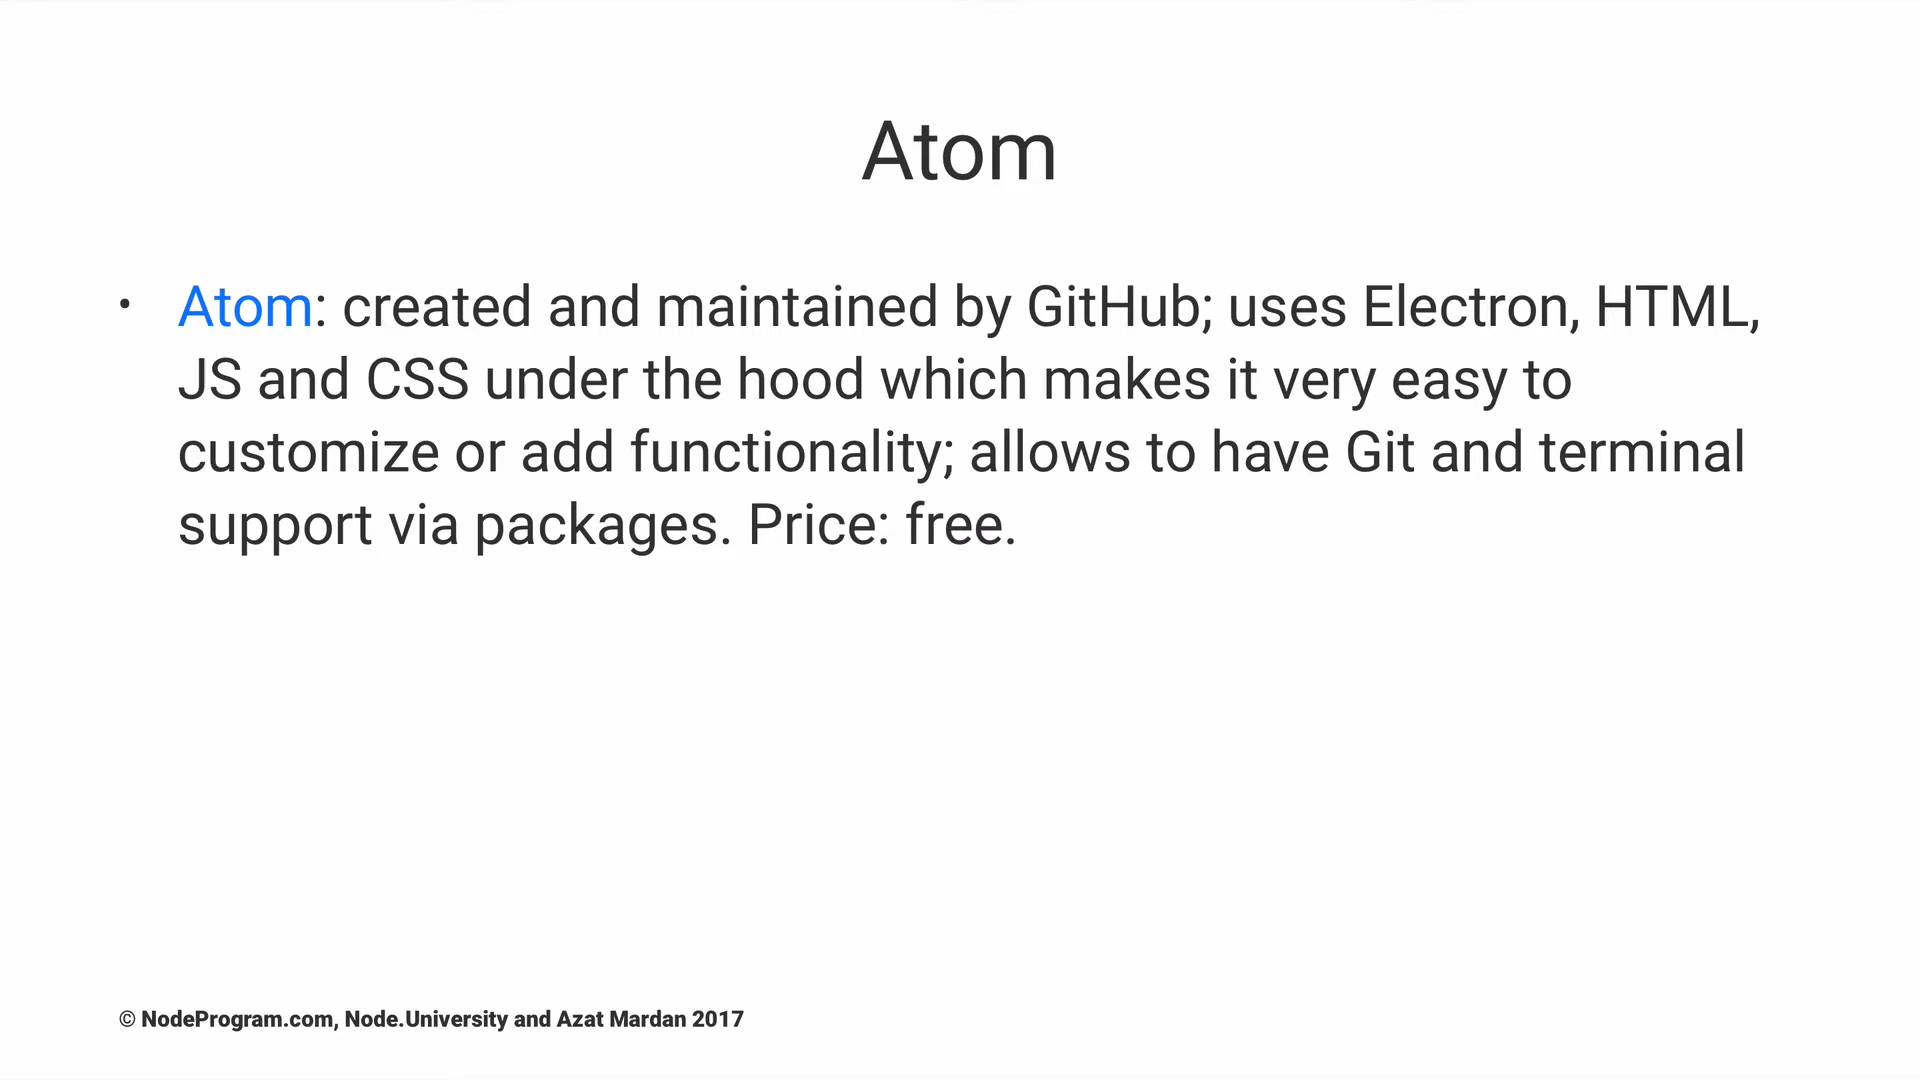 Atom
• Atom: created and maintained by GitHub; uses Electron, HTML,
JS and CSS under the hood which makes it very easy to
customize or add functionality; allows to have Git and terminal
support via packages. Price: free.
© NodeProgram.com, Node.University and Azat Mardan 2017